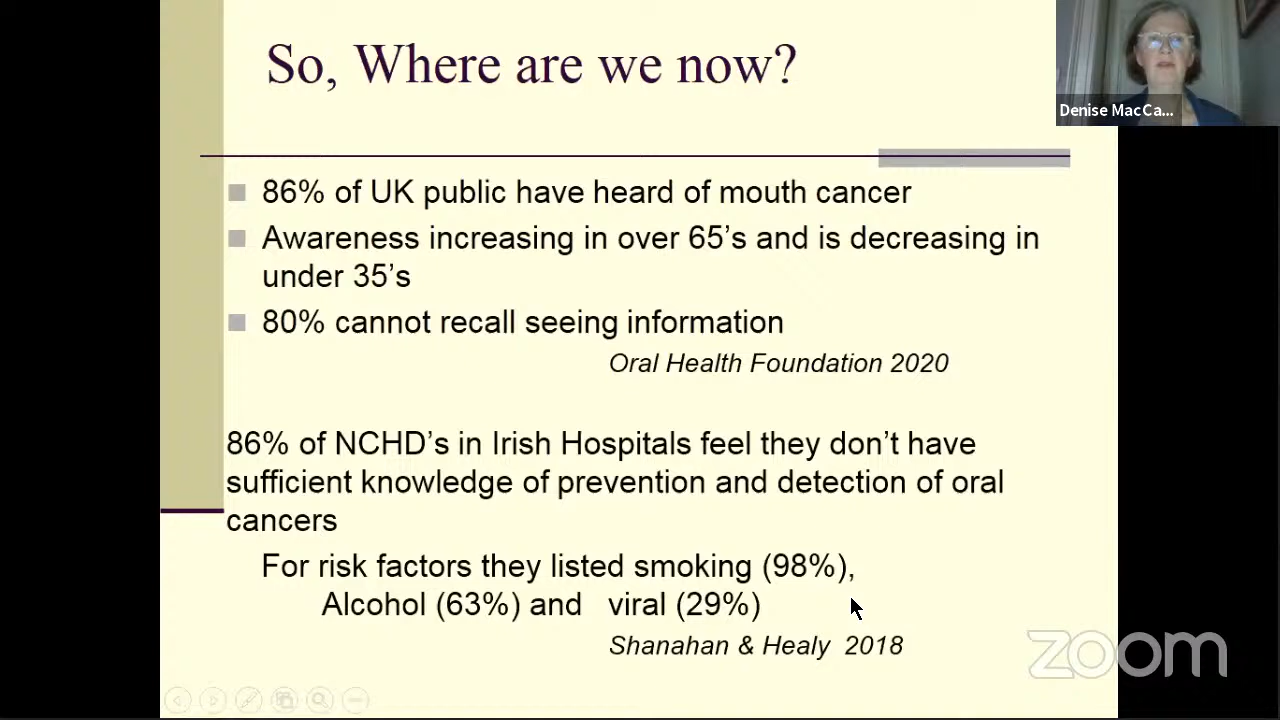 So, Where are we now?
Denise MacCa...
86% of UK public have heard of mouth cancer
Awareness increasing in over 65's and is decreasing in
under 35's
80% cannot recall seeing information
Oral Health Foundation 2020
86% of NCHD's in Irish Hospitals feel they don't have
sufficient knowledge of prevention and detection of oral
cancers
For risk factors they listed smoking (98%),
Alcohol (63%) and viral (29%)
Shanahan & Healy 2018
zoom